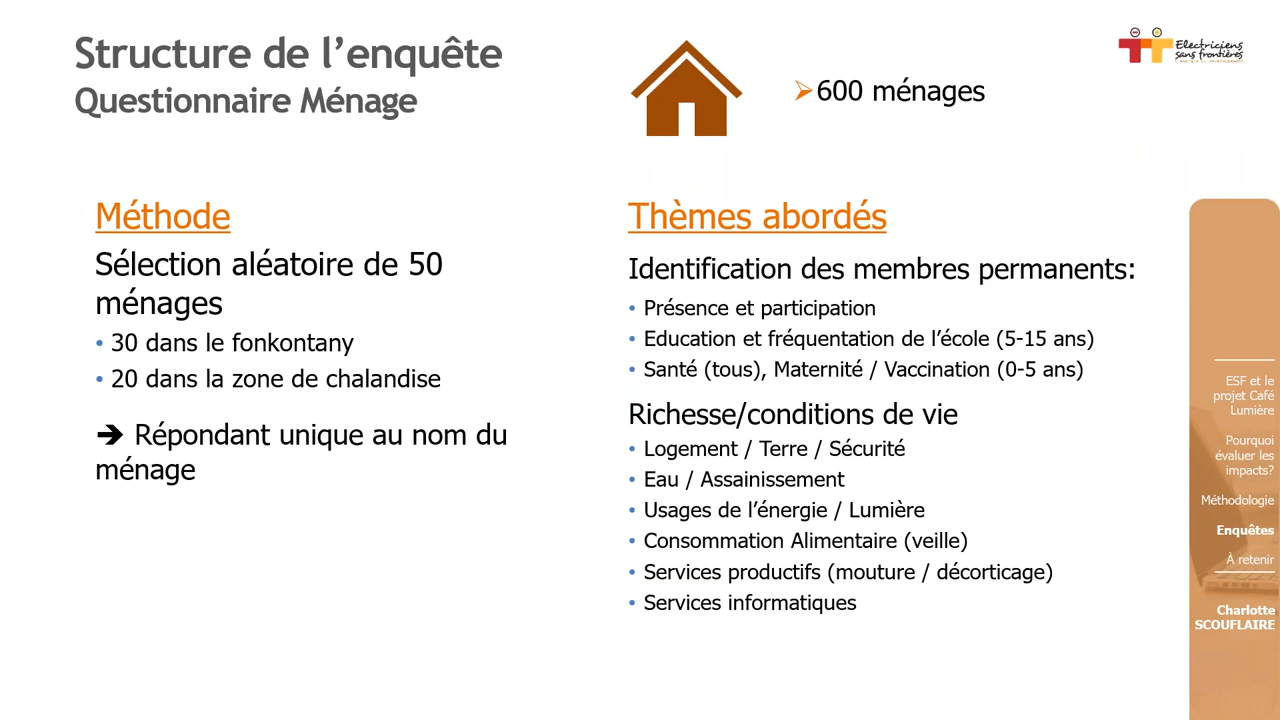 Structure de l’enquête
Questionnaire Ménage
600 ménages
Electriciens
sans frontières
Méthode
Sélection aléatoire de 50
ménages
• 30 dans le fonkontany
• 20 dans la zone de chalandise
➔ Répondant unique au nom du
ménage
Thèmes abordés
Identification des membres permanents:
• Présence et participation
• Education et fréquentation de l’école (5-15 ans)
• Santé (tous), Maternité / Vaccination (0-5 ans)
Richesse/conditions de vie
• Logement / Terre / Sécurité
• Eau / Assainissement
• Usages de l’énergie / Lumière
• Consommation Alimentaire (veille)
• Services productifs (mouture / décorticage)
• Services informatiques
ESF et le
projet Café
Lumière
Pourquoi
évaluer les
impacts?
Méthodologie
Enquêtes
À retenir
Charlotte
SCOUFLAIRE